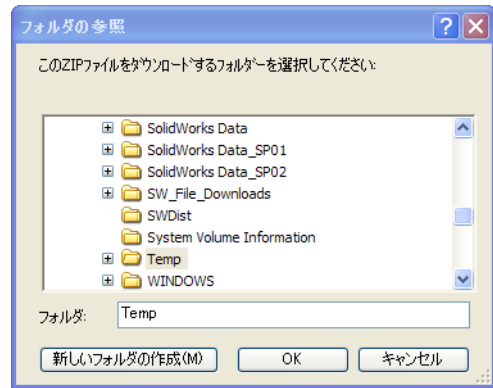 フォルダの参照
このZIPファイルをダウンロードするフォルダーを選択してください:
SolidWorks Data
SolidWorks Data_SP01
SolidWorks Data_SP02
SW_File_Downloads
SWDist
System Volume Information
Temp
WINDOWS
フォルダ: Temp
新しいフォルダの作成(M) OK キャンセル